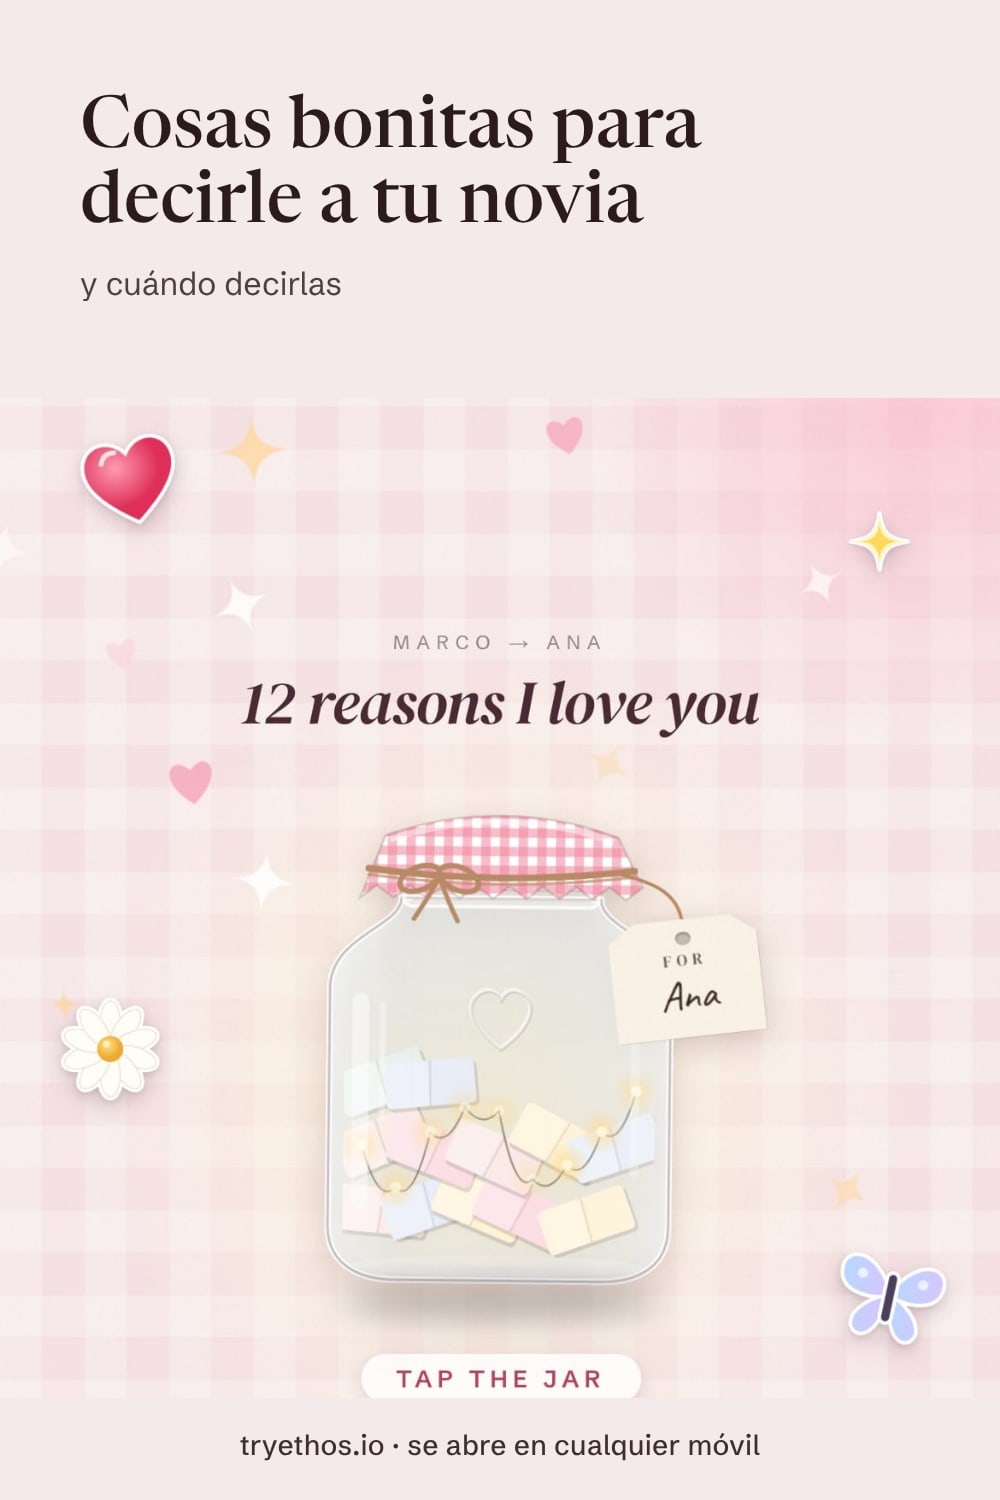 Cosas bonitas para
decirle a tu novia
y cuándo decirlas
MARCO → ANA
12 reasons I love you
FOR
Ana
TAP THE JAR
tryethos.io · se abre en cualquier móvil